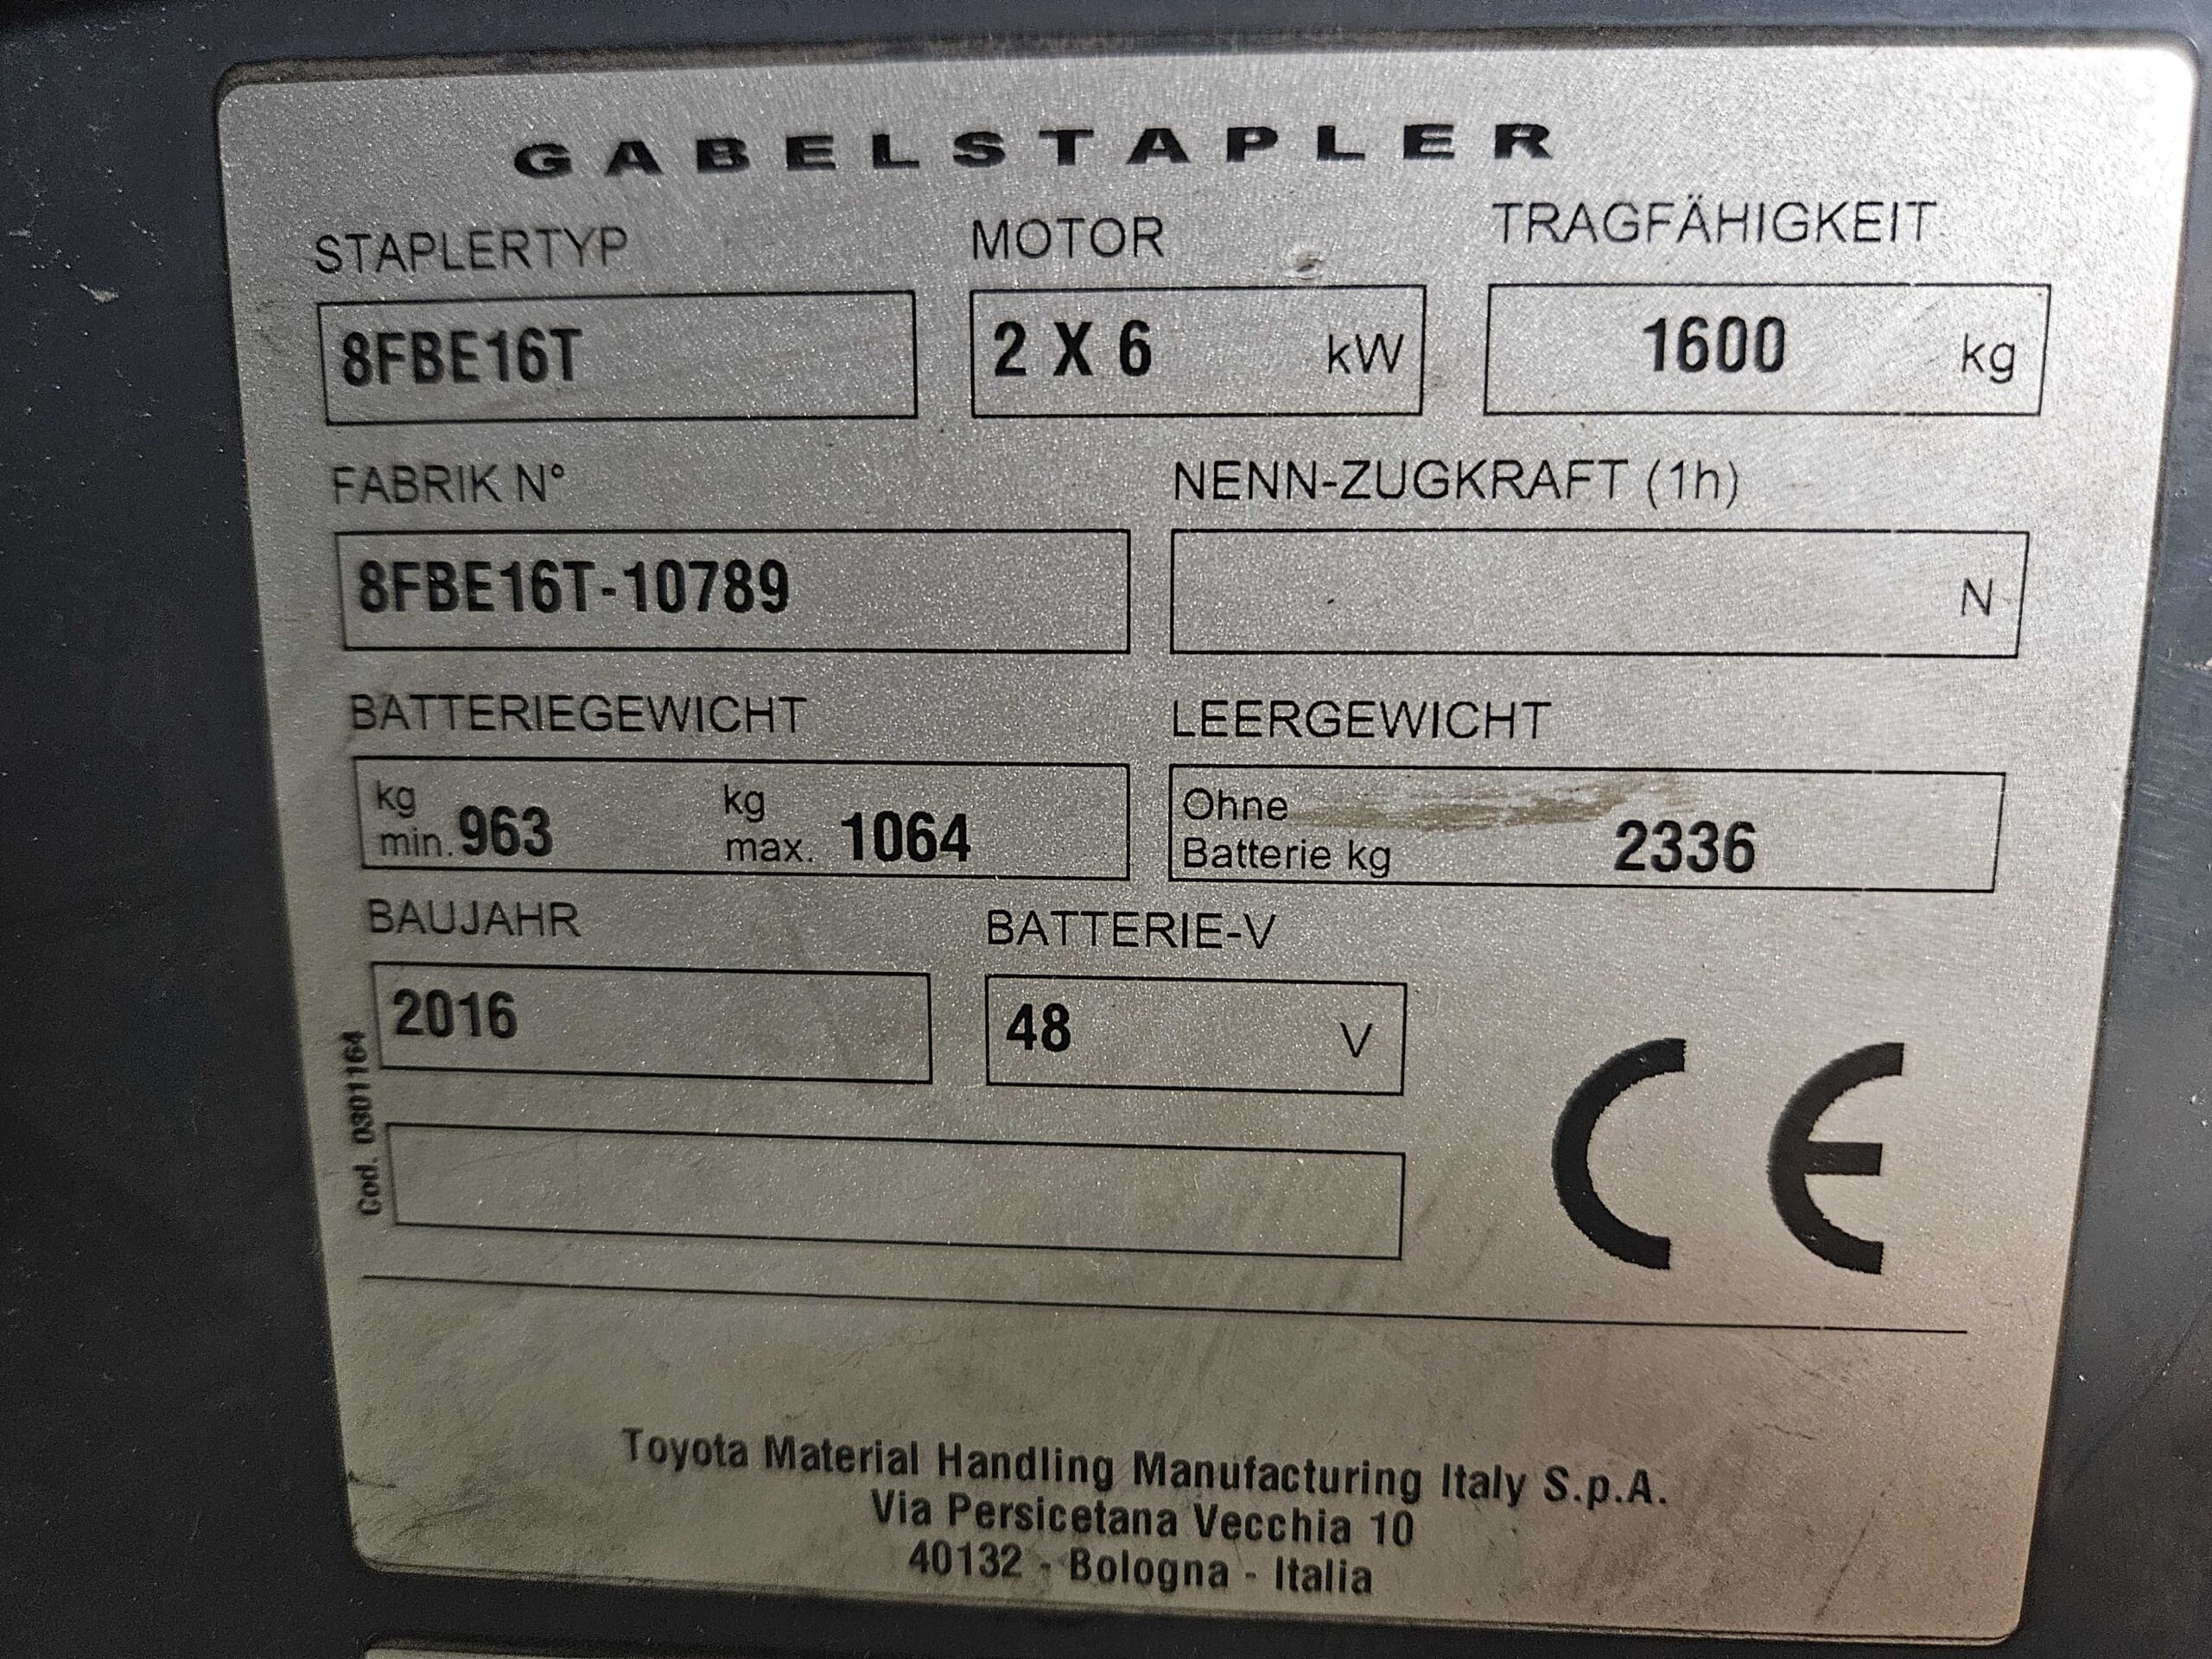 GABELSTAPLER
STAPLERTYP MOTOR TRAGFÄHIGKEIT
8FBE16T 2 X 6 kW 1600 kg
FABRIK N° NENN-ZUGKRAFT (1h)
8FBE16T-10789 N
BATTERIEGEWICHT LEERGEWICHT
kg kg Ohne
min. 963 max. 1064 Batterie kg 2336
BAUJAHR BATTERIE-V
2016 48 V
Cod. 0301164
CE
Toyota Material Handling Manufacturing Italy S.p.A.
Via Persicetana Vecchia 10
40132 - Bologna - Italia